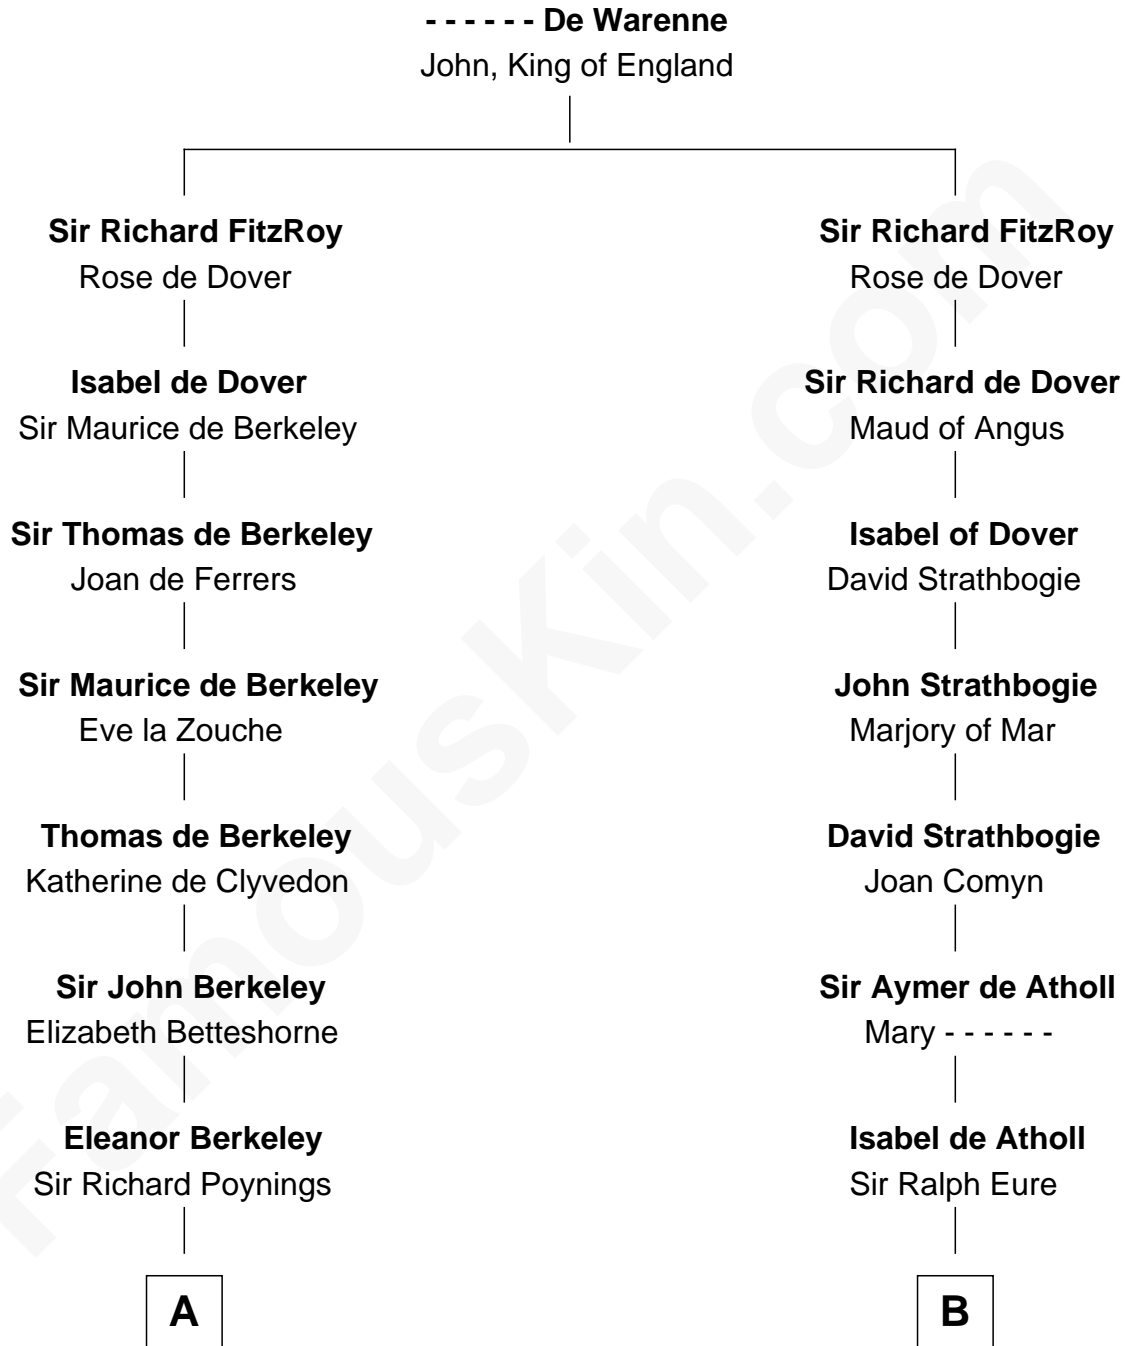 - - - - - - De Warenne
John, King of England
Sir Richard FitzRoy
Rose de Dover
Sir Richard FitzRoy
Rose de Dover
Isabel de Dover
Sir Maurice de Berkeley
Sir Richard de Dover
Maud of Angus
Sir Thomas de Berkeley
Joan de Ferrers
Isabel of Dover
David Strathbogie
Sir Maurice de Berkeley
Eve la Zouche
John Strathbogie
Marjory of Mar
Thomas de Berkeley
Katherine de Clyvedon
David Strathbogie
Joan Comyn
Sir John Berkeley
Elizabeth Betteshorne
Sir Aymer de Atholl
Mary - - - - - -
Eleanor Berkeley
Sir Richard Poynings
Isabel de Atholl
Sir Ralph Eure
A
B
FamousKin.com